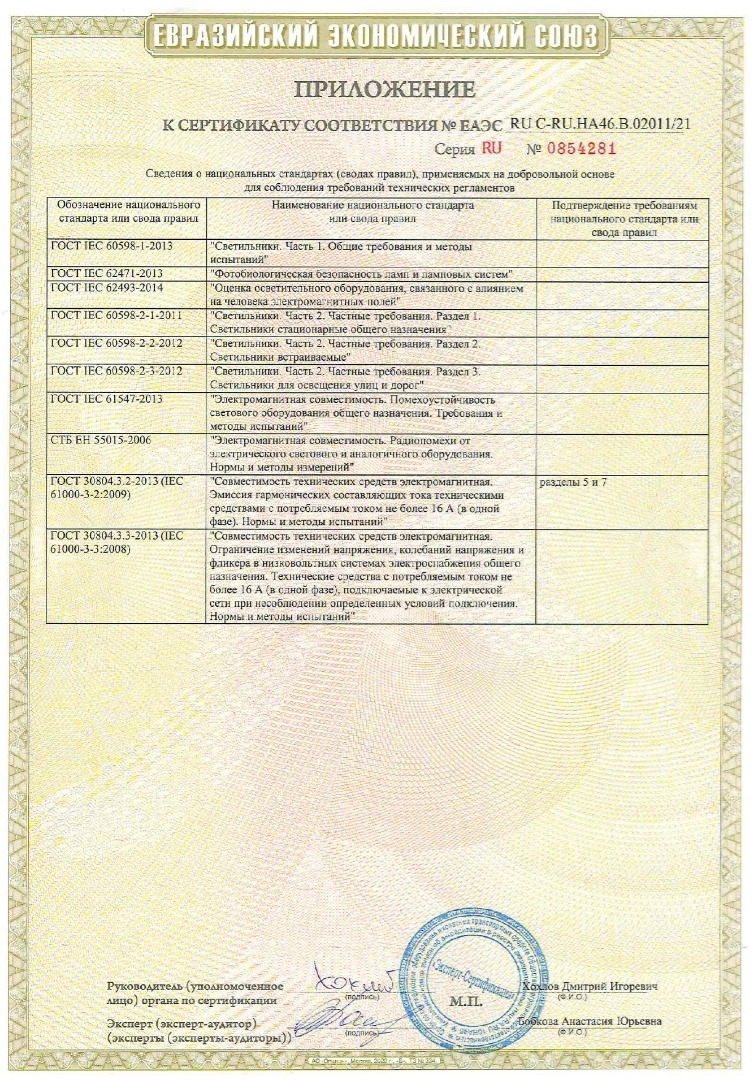 ЕВРАЗИЙСКИЙ ЭКОНОМИЧЕСКИЙ СОЮЗ
ПРИЛОЖЕНИЕ
К СЕРТИФИКАТУ СООТВЕТСТВИЯ № ЕАЭС RU С-RU.НА46.В.02011/21
Серия RU № 0854281
Сведения о национальных стандартах (сводах правил), применяемых на добровольной основе
для соблюдения требований технических регламентов
Обозначение национального
стандарта или свода правил
Наименование национального стандарта
или свода правил
Подтверждение требованиям
национального стандарта или
свода правил
ГОСТ IEC 60598-1-2013
"Светильники. Часть 1. Общие требования и методы
испытаний"
ГОСТ IEC 62471-2013
"Фотобиологическая безопасность ламп и ламповых систем"
ГОСТ IEC 62493-2014
"Оценка осветительного оборудования, связанного с влиянием
на человека электромагнитных полей"
ГОСТ IEC 60598-2-1-2011
"Светильники. Часть 2. Частные требования. Раздел 1.
Светильники стационарные общего назначения"
ГОСТ IEC 60598-2-2-2012
"Светильники. Часть 2. Частные требования. Раздел 2.
Светильники встраиваемые"
ГОСТ IEC 60598-2-3-2012
"Светильники. Часть 2. Частные требования. Раздел 3.
Светильники для освещения улиц и дорог"
ГОСТ IEC 61547-2013
"Электромагнитная совместимость. Помехоустойчивость
светового оборудования общего назначения. Требования и
методы испытаний"
СТБ ЕН 55015-2006
"Электромагнитная совместимость. Радиопомехи от
электрического светового и аналогичного оборудования.
Нормы и методы измерений"
ГОСТ 30804.3.2-2013 (IEC
61000-3-2:2009)
"Совместимость технических средств электромагнитная.
Эмиссия гармонических составляющих тока техническими
средствами с потребляемым током не более 16 А (в одной
фазе). Нормы и методы испытаний"
разделы 5 и 7
ГОСТ 30804.3.3-2013 (IEC
61000-3-3:2008)
"Совместимость технических средств электромагнитная.
Ограничение изменений напряжения, колебаний напряжения и
фликера в низковольтных системах электроснабжения общего
назначения. Технические средства с потребляемым током не
более 16 А (в одной фазе), подключаемые к электрической
сети при несоблюдении определенных условий подключения.
Нормы и методы испытаний"
Руководитель (уполномоченное
лицо) органа по сертификации
(подпись)
Хохлов Дмитрий Игоревич
(Ф.И.О.)
"Эксперт-Сертификация"
М.П.
Эксперт (эксперт-аудитор)
(эксперты (эксперты-аудиторы))
(подпись)
Бобкова Анастасия Юрьевна
(Ф.И.О.)